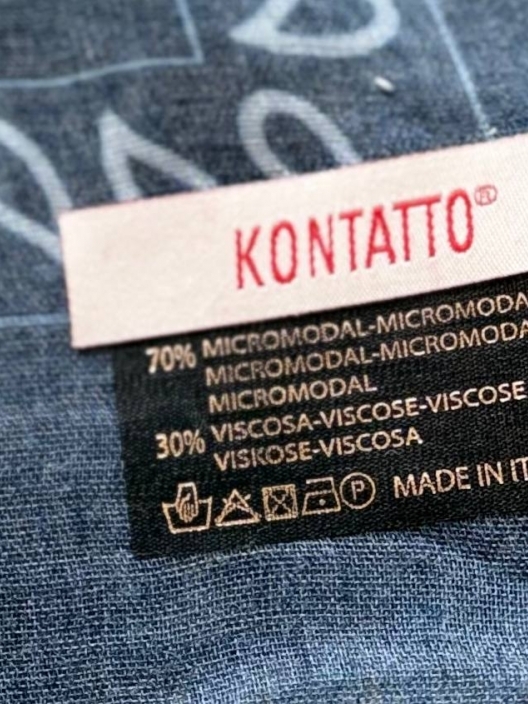 KONTATTO®
70% MICROMODAL-MICROMODA
MICROMODAL-MICROMODA
MICROMODAL
30% VISCOSA-VISCOSE-VISCOSE
VISKOSE-VISCOSA
P MADE IN IT